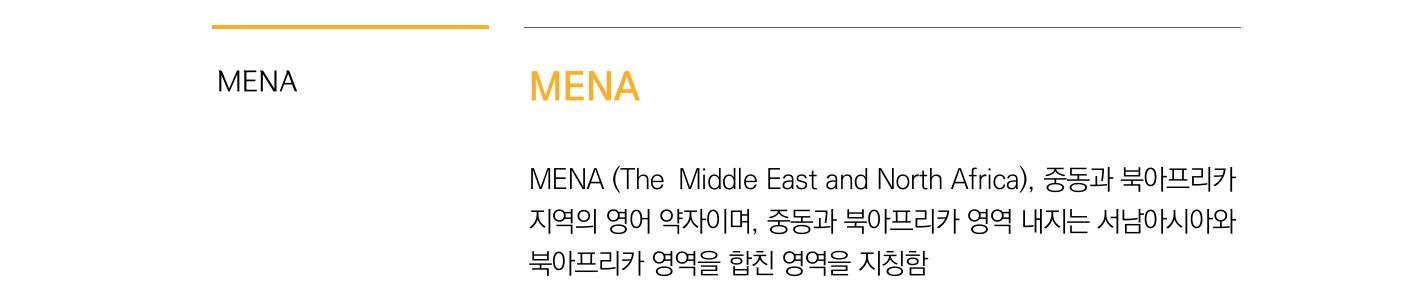 MENA
MENA
MENA (The Middle East and North Africa), 중동과 북아프리카
지역의 영어 약자이며, 중동과 북아프리카 영역 내지는 서남아시아와
북아프리카 영역을 합친 영역을 지칭함